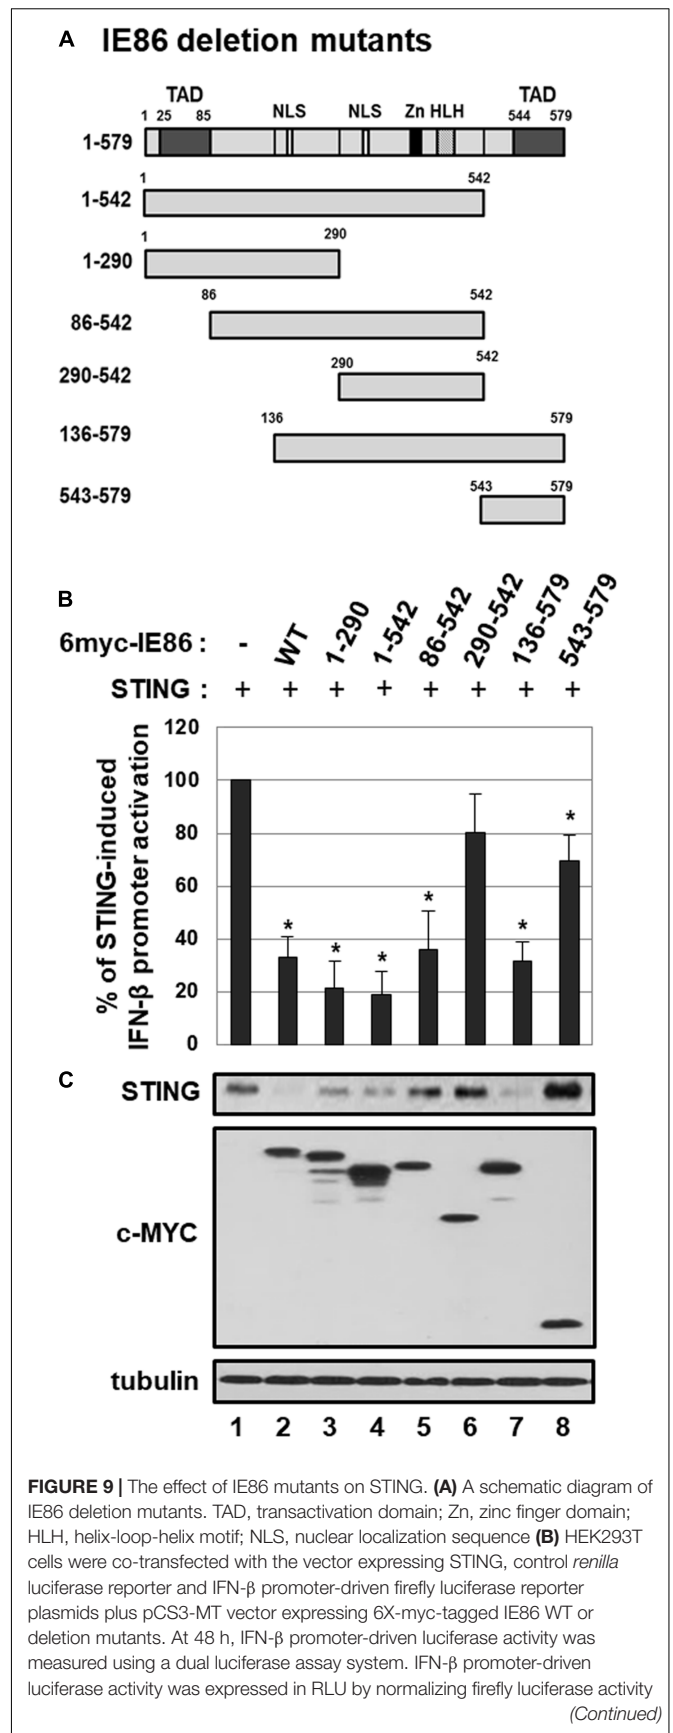 A IE86 deletion mutants
TAD TAD
NLS NLS Zn HLH
1 25 85 544 579
1-579
1 542
1-542
1 290
1-290
86 542
86-542
290 542
290-542
136 579
136-579
543 579
543-579
B
6myc-IE86 : - WT 1-290 1-542 86-542 290-542 136-579 543-579
STING : + + + + + + + +
% of STING-induced
IFN-β promoter activation
120
100
80
60
40
20
0
* * * * * *
C
STING
c-MYC
tubulin
1 2 3 4 5 6 7 8
FIGURE 9 | The effect of IE86 mutants on STING. (A) A schematic diagram of
IE86 deletion mutants. TAD, transactivation domain; Zn, zinc finger domain;
HLH, helix-loop-helix motif; NLS, nuclear localization sequence (B) HEK293T
cells were co-transfected with the vector expressing STING, control renilla
luciferase reporter and IFN-β promoter-driven firefly luciferase reporter
plasmids plus pCS3-MT vector expressing 6X-myc-tagged IE86 WT or
deletion mutants. At 48 h, IFN-β promoter-driven luciferase activity was
measured using a dual luciferase assay system. IFN-β promoter-driven
luciferase activity was expressed in RLU by normalizing firefly luciferase activity
(Continued)